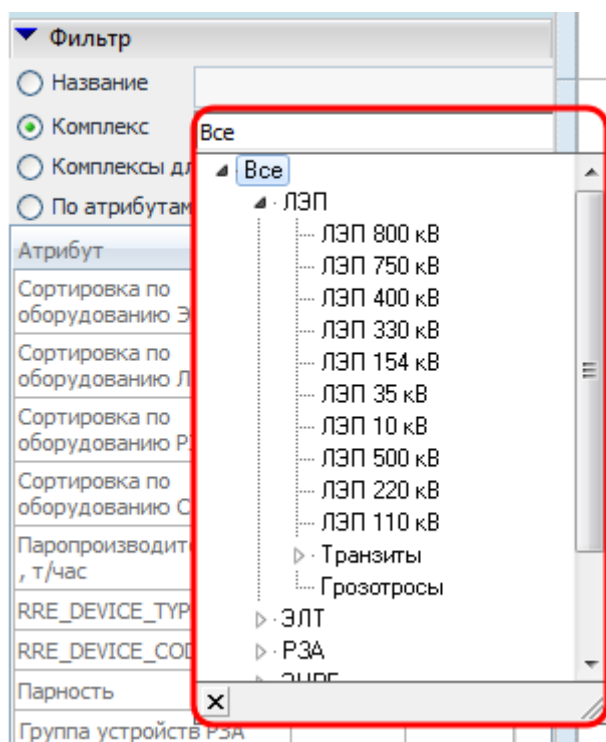 Фильтр
Название
Комплекс
Все
Комплексы дл
По атрибутам
Все
ЛЭП
ЛЭП 800 кВ
ЛЭП 750 кВ
ЛЭП 400 кВ
ЛЭП 330 кВ
ЛЭП 154 кВ
ЛЭП 35 кВ
ЛЭП 10 кВ
ЛЭП 500 кВ
ЛЭП 220 кВ
ЛЭП 110 кВ
Транзиты
Грозотросы
ЭЛТ
РЗА
Атрибут
Сортировка по
оборудованию Э
Сортировка по
оборудованию Л
Сортировка по
оборудованию РЗ
Сортировка по
оборудованию С
Паропроизводит
, т/час
RRE_DEVICE_TYP
RRE_DEVICE_COD
Парность
Группа устройств РЗА